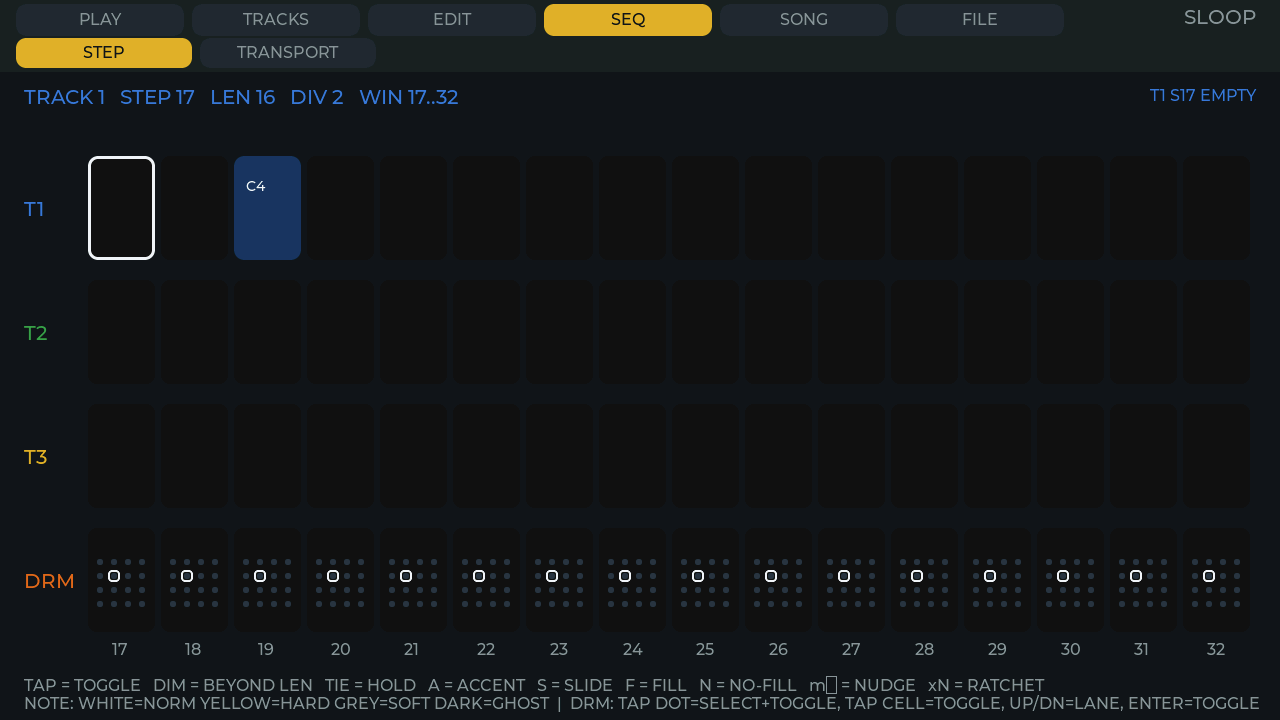 PLAY TRACKS EDIT SEQ SONG FILE SLOOP
STEP TRANSPORT
TRACK 1 STEP 17 LEN 16 DIV 2 WIN 17..32 T1 S17 EMPTY
T1 C4
T2
T3
DRM
17 18 19 20 21 22 23 24 25 26 27 28 29 30 31 32
TAP = TOGGLE DIM = BEYOND LEN TIE = HOLD A = ACCENT S = SLIDE F = FILL N = NO-FILL m▯ = NUDGE xN = RATCHET
NOTE: WHITE=NORM YELLOW=HARD GREY=SOFT DARK=GHOST | DRM: TAP DOT=SELECT+TOGGLE, TAP CELL=TOGGLE, UP/DN=LANE, ENTER=TOGGLE